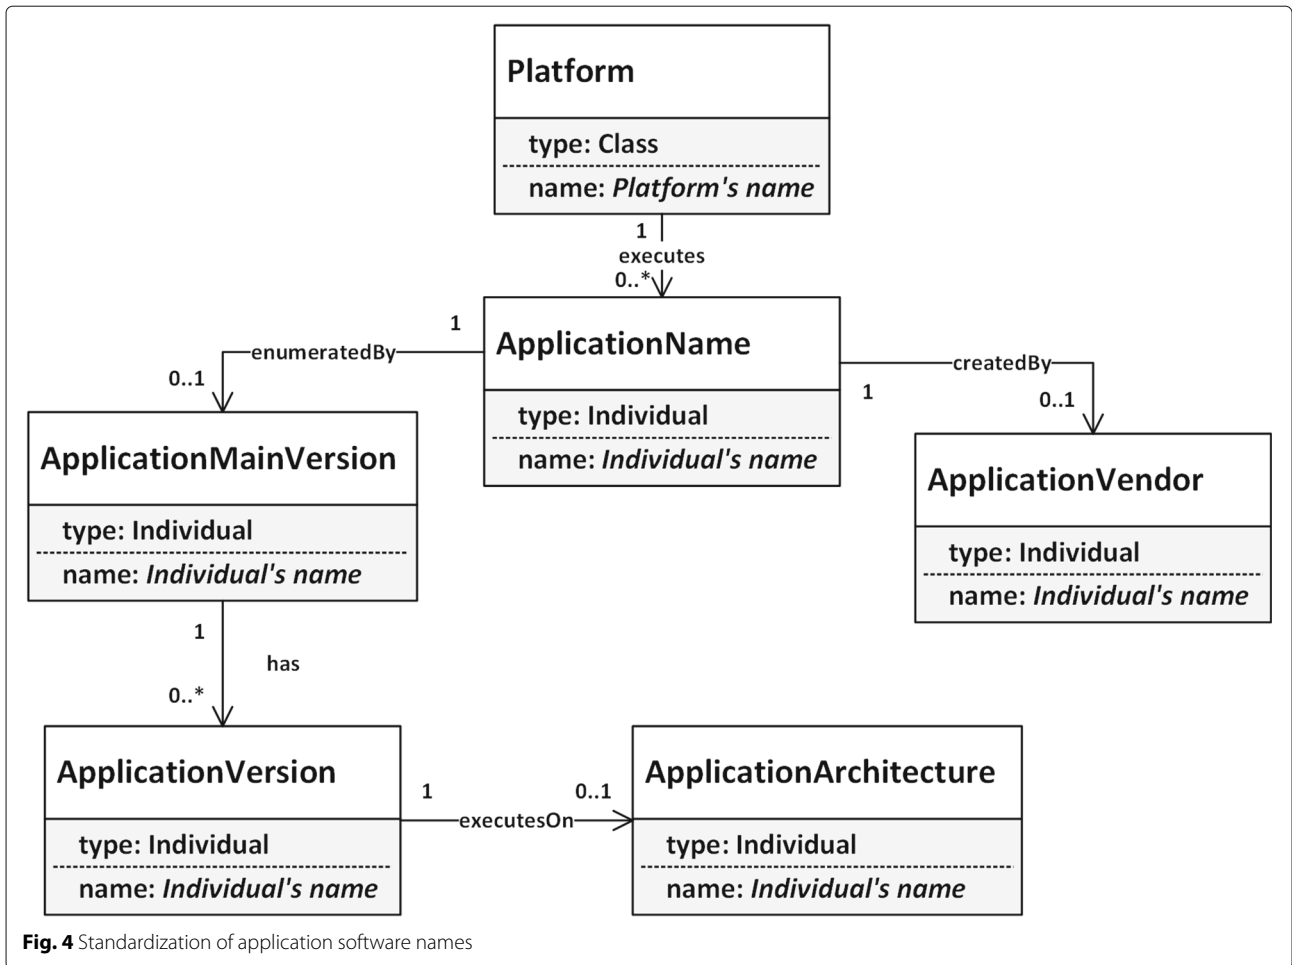 Platform
type: Class
name: Platform's name
1
executes
0..*
ApplicationName
type: Individual
name: Individual's name
1
enumeratedBy
0..1
createdBy
1
0..1
ApplicationMainVersion
type: Individual
name: Individual's name
ApplicationVendor
type: Individual
name: Individual's name
1
has
0..*
ApplicationVersion
type: Individual
name: Individual's name
1
0..1
executesOn
ApplicationArchitecture
type: Individual
name: Individual's name
Fig. 4 Standardization of application software names